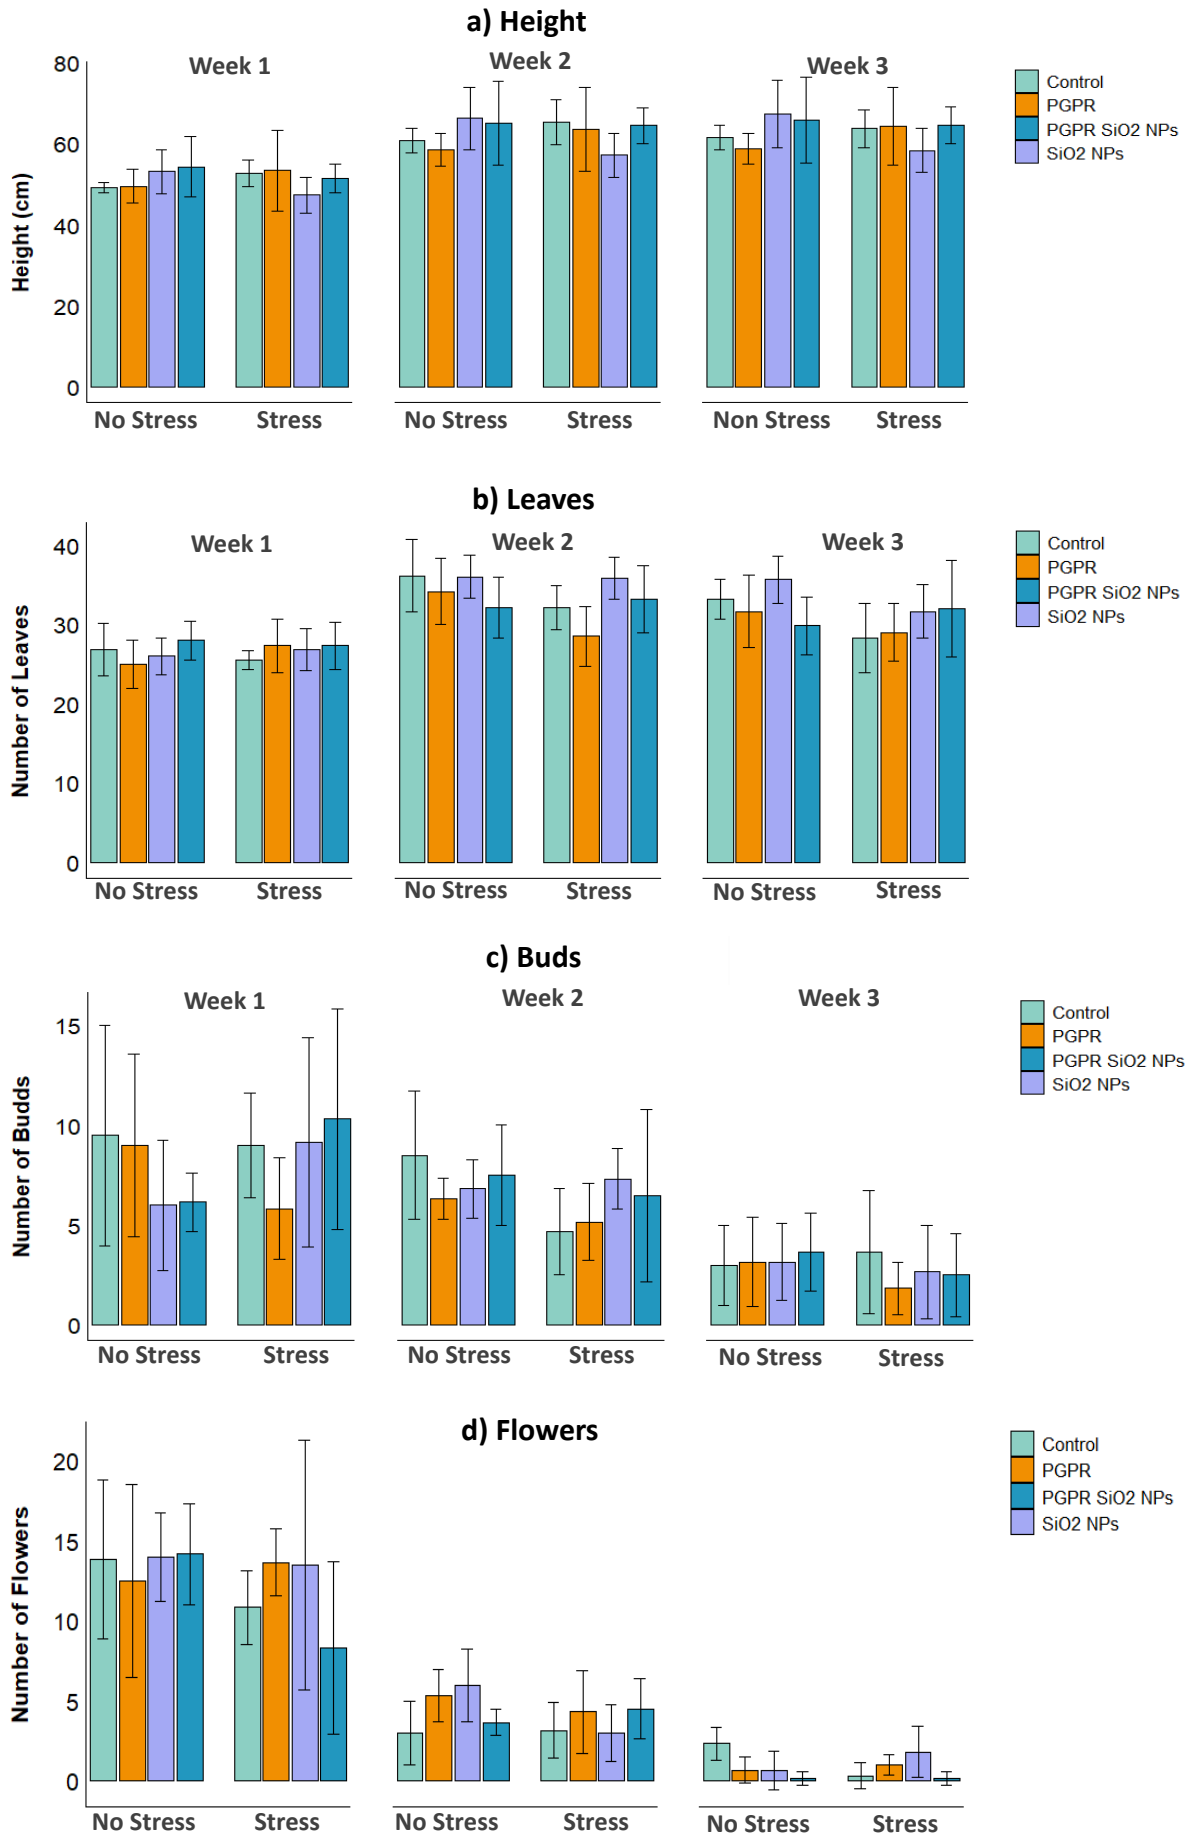 a) Height
Week 1
Week 2
Week 3
Height (cm)
80
60
40
20
0
No Stress
Stress
No Stress
Stress
Non Stress
Stress
Control
PGPR
PGPR SiO2 NPs
SiO2 NPs
b) Leaves
Week 1
Week 2
Week 3
Number of Leaves
40
30
20
10
0
No Stress
Stress
No Stress
Stress
No Stress
Stress
Control
PGPR
PGPR SiO2 NPs
SiO2 NPs
c) Buds
Week 1
Week 2
Week 3
Number of Budds
15
10
5
0
No Stress
Stress
No Stress
Stress
No Stress
Stress
Control
PGPR
PGPR SiO2 NPs
SiO2 NPs
d) Flowers
Number of Flowers
20
15
10
5
0
No Stress
Stress
No Stress
Stress
No Stress
Stress
Control
PGPR
PGPR SiO2 NPs
SiO2 NPs